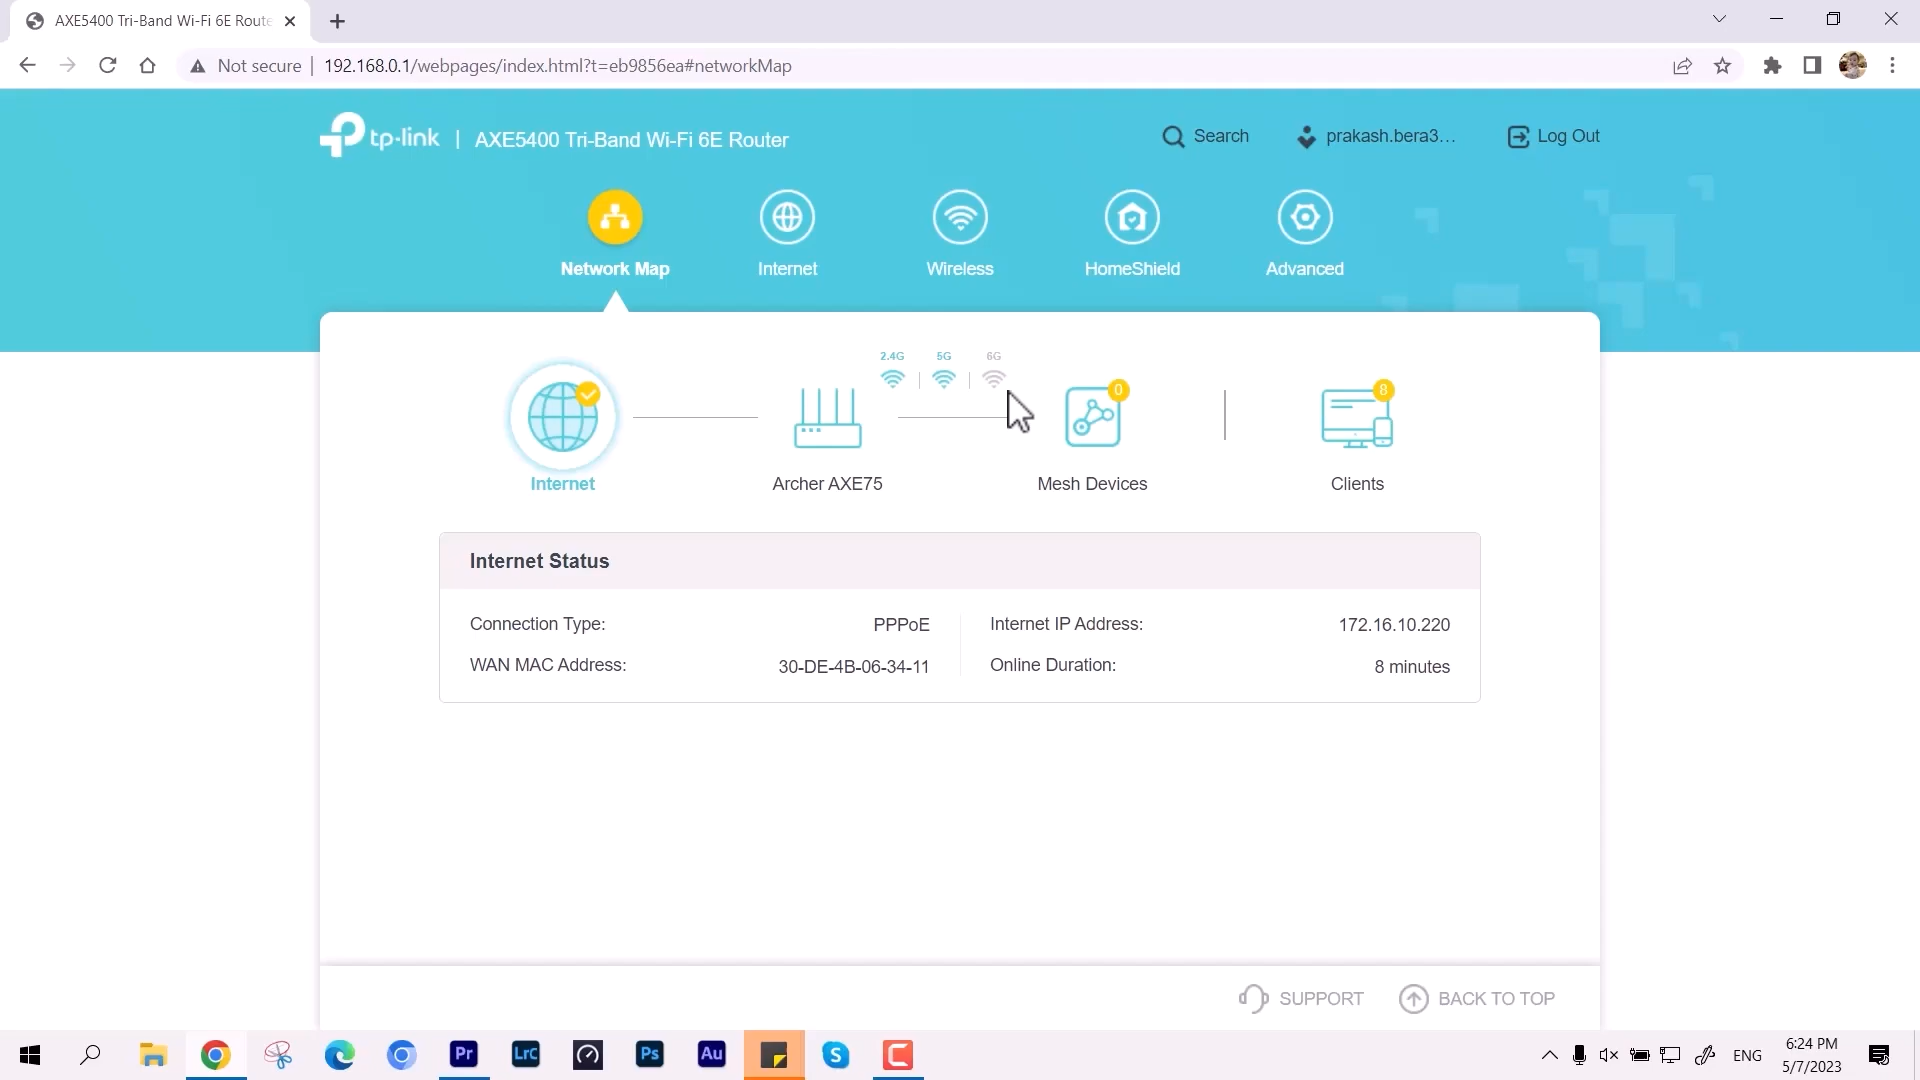 AXE5400 Tri-Band Wi-Fi 6E Route
Not secure | 192.168.0.1/webpages/index.html?t=eb9856ea#networkMap
tp-link | AXE5400 Tri-Band Wi-Fi 6E Router
Search
prakash.bera3...
Log Out
Network Map
Internet
Wireless
HomeShield
Advanced
2.4G
5G
6G
0
8
Internet
Archer AXE75
Mesh Devices
Clients
Internet Status
Connection Type: PPPoE
Internet IP Address: 172.16.10.220
WAN MAC Address: 30-DE-4B-06-34-11
Online Duration: 8 minutes
SUPPORT
BACK TO TOP
Pr
LrC
Ps
Au
S
C
ENG
6:24 PM
5/7/2023